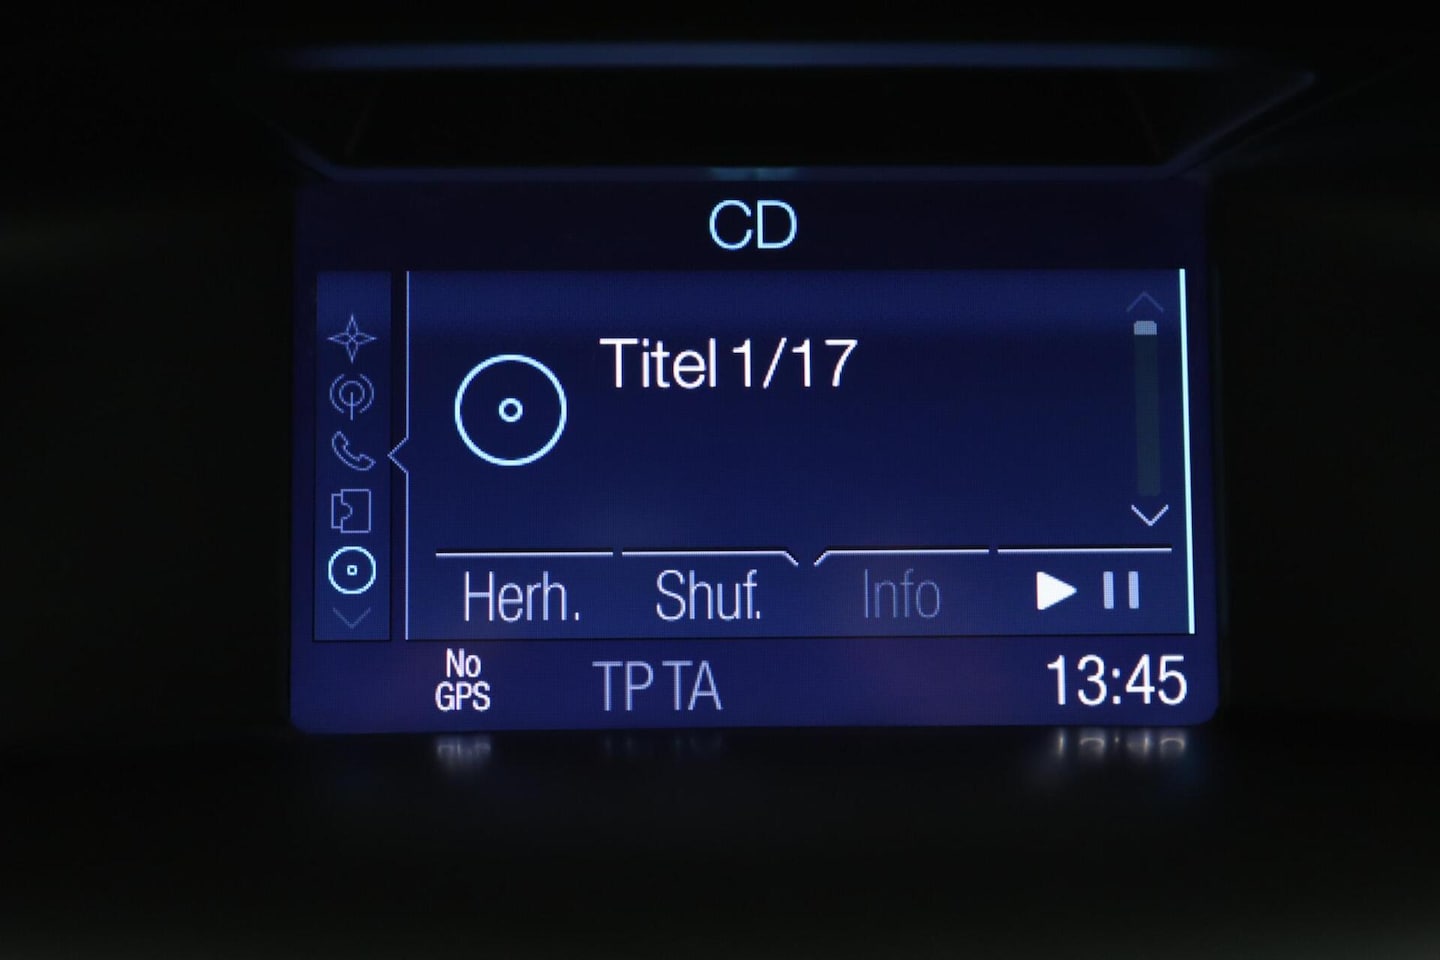 CD
Titel 1/17
Herh. Shuf. Info
No
GPS
TP TA
13:45